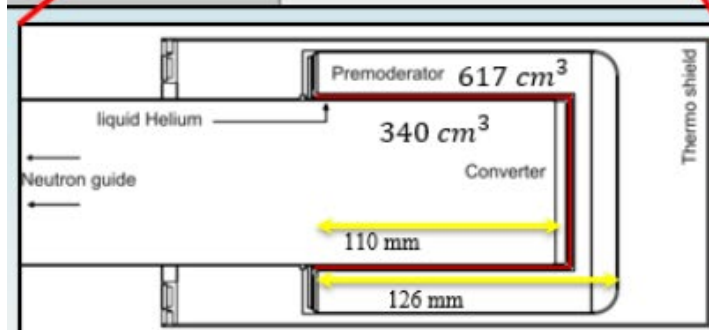 Premoderator 617 cm³
Thermo shield
liquid Helium
340 cm³
Converter
Neutron guide
110 mm
126 mm